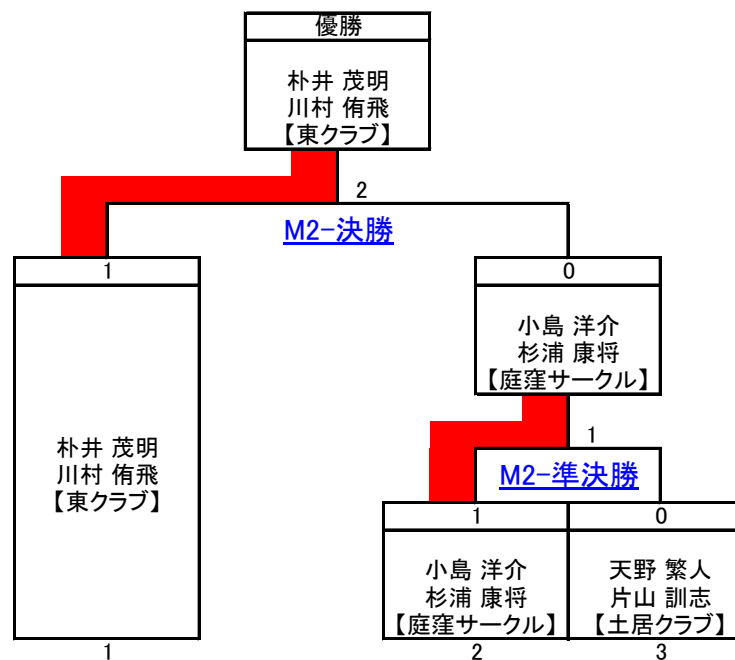 優勝
朴井 茂明
川村 侑飛
【東クラブ】
2
M2-決勝
1
0
小島 洋介
杉浦 康将
【庭窪サークル】
朴井 茂明
川村 侑飛
【東クラブ】
1
M2-準決勝
1
0
小島 洋介
杉浦 康将
【庭窪サークル】
天野 繁人
片山 訓志
【土居クラブ】
1
2
3